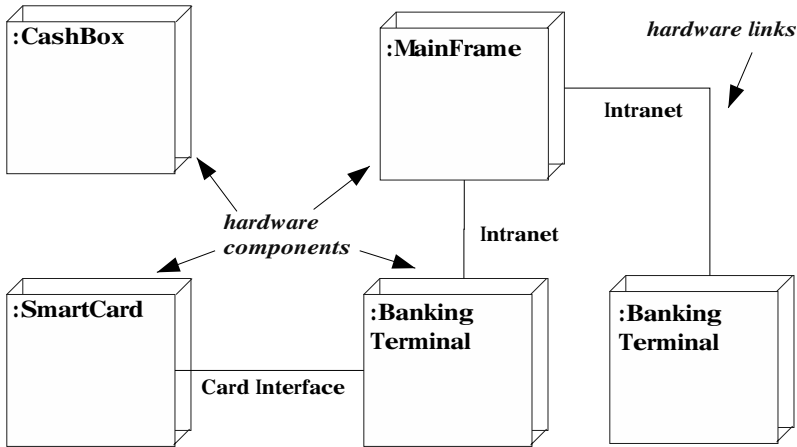 :CashBox
:MainFrame
hardware links
Intranet
hardware
components
Intranet
:SmartCard
:Banking
Terminal
:Banking
Terminal
Card Interface